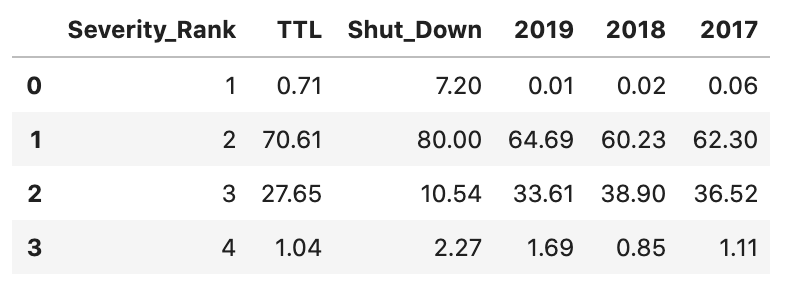 Severity_Rank TTL Shut_Down 2019 2018 2017
0 1 0.71 7.20 0.01 0.02 0.06
1 2 70.61 80.00 64.69 60.23 62.30
2 3 27.65 10.54 33.61 38.90 36.52
3 4 1.04 2.27 1.69 0.85 1.11